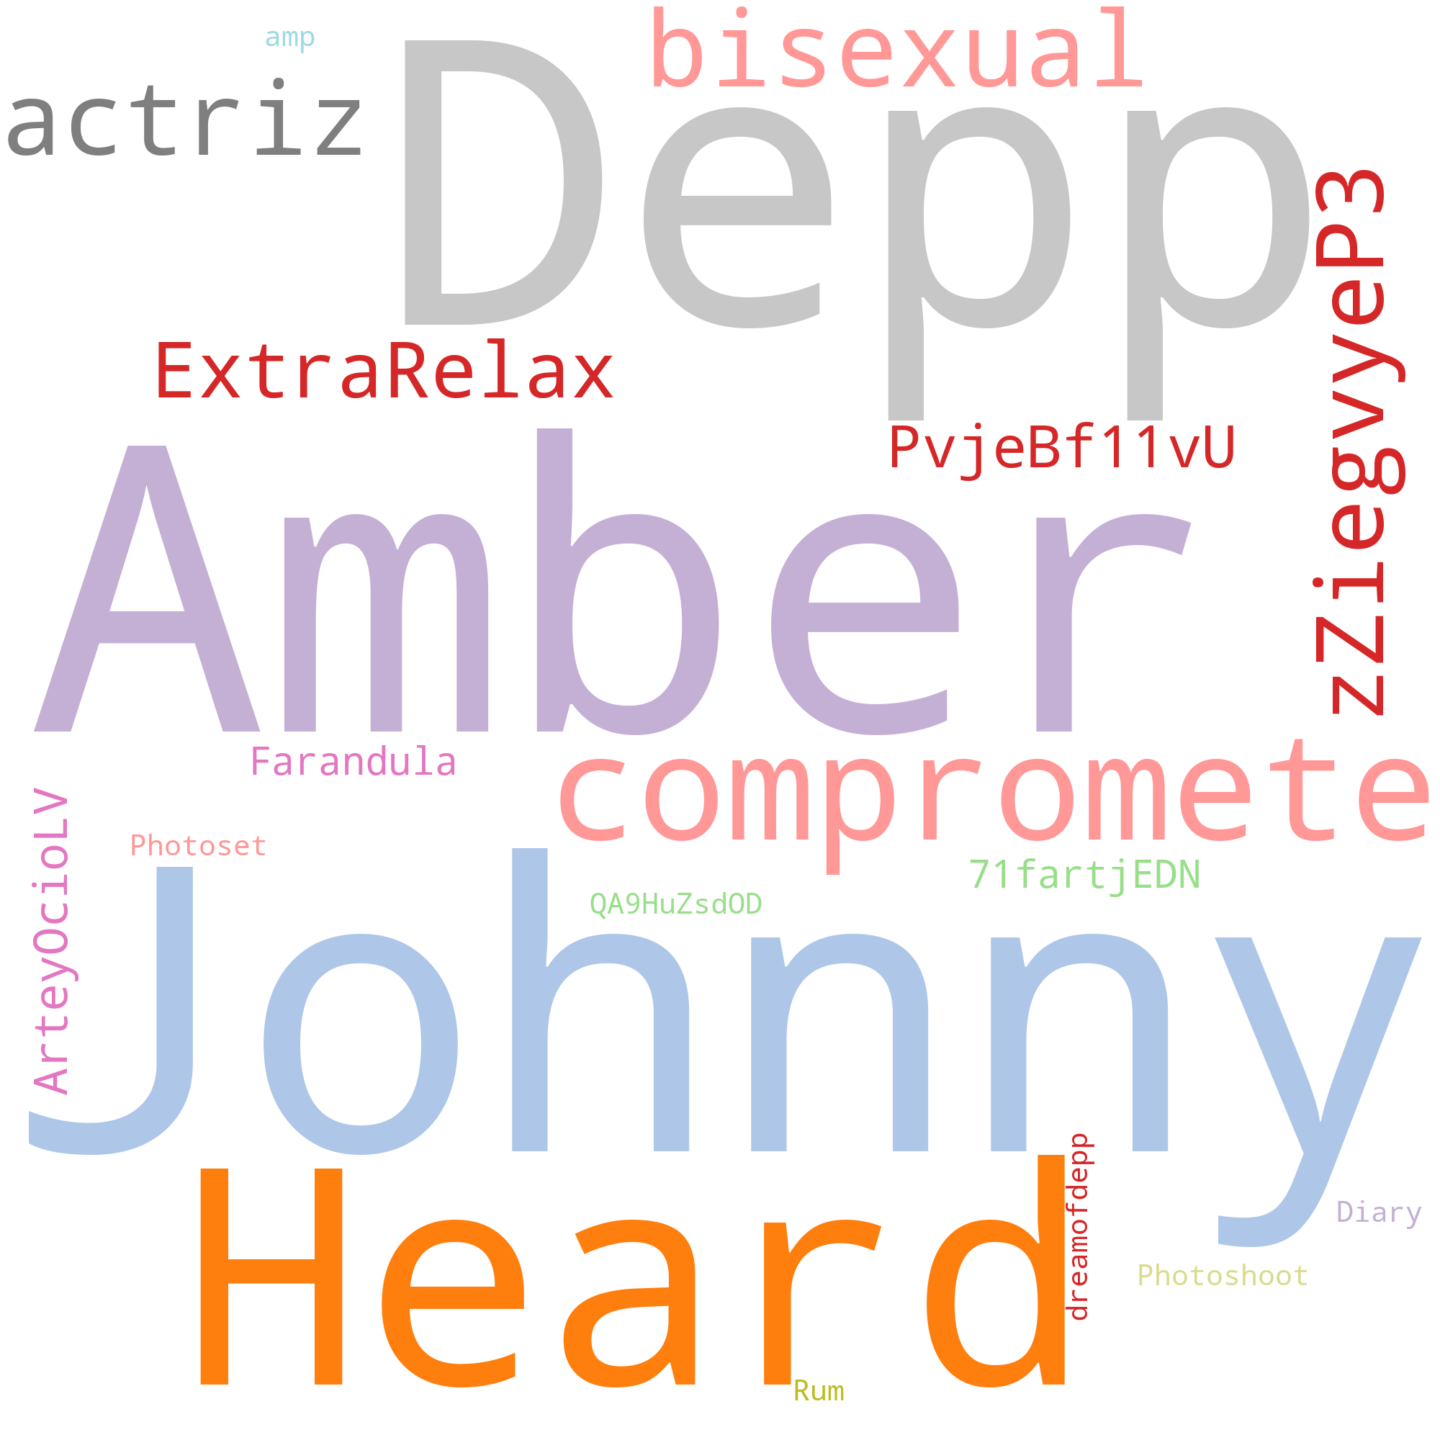 amp
bisexual
actriz
Depp
zZiegvyeP3
ExtraRelax
PvjeBf11vU
Amber
Farandula
compromete
ArteyOcioLV
Photoset
71fartjEDN
QA9HuZsdOD
Johnny
Heard
dreamofdepp
Diary
Photoshoot
Rum